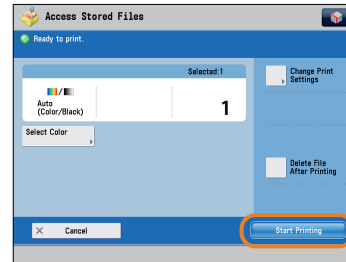 Access Stored Files
Ready to print.
Selected:1
Auto
(Color/Black)
1
Select Color
Change Print
Settings
Delete File
After Printing
Cancel
Start Printing